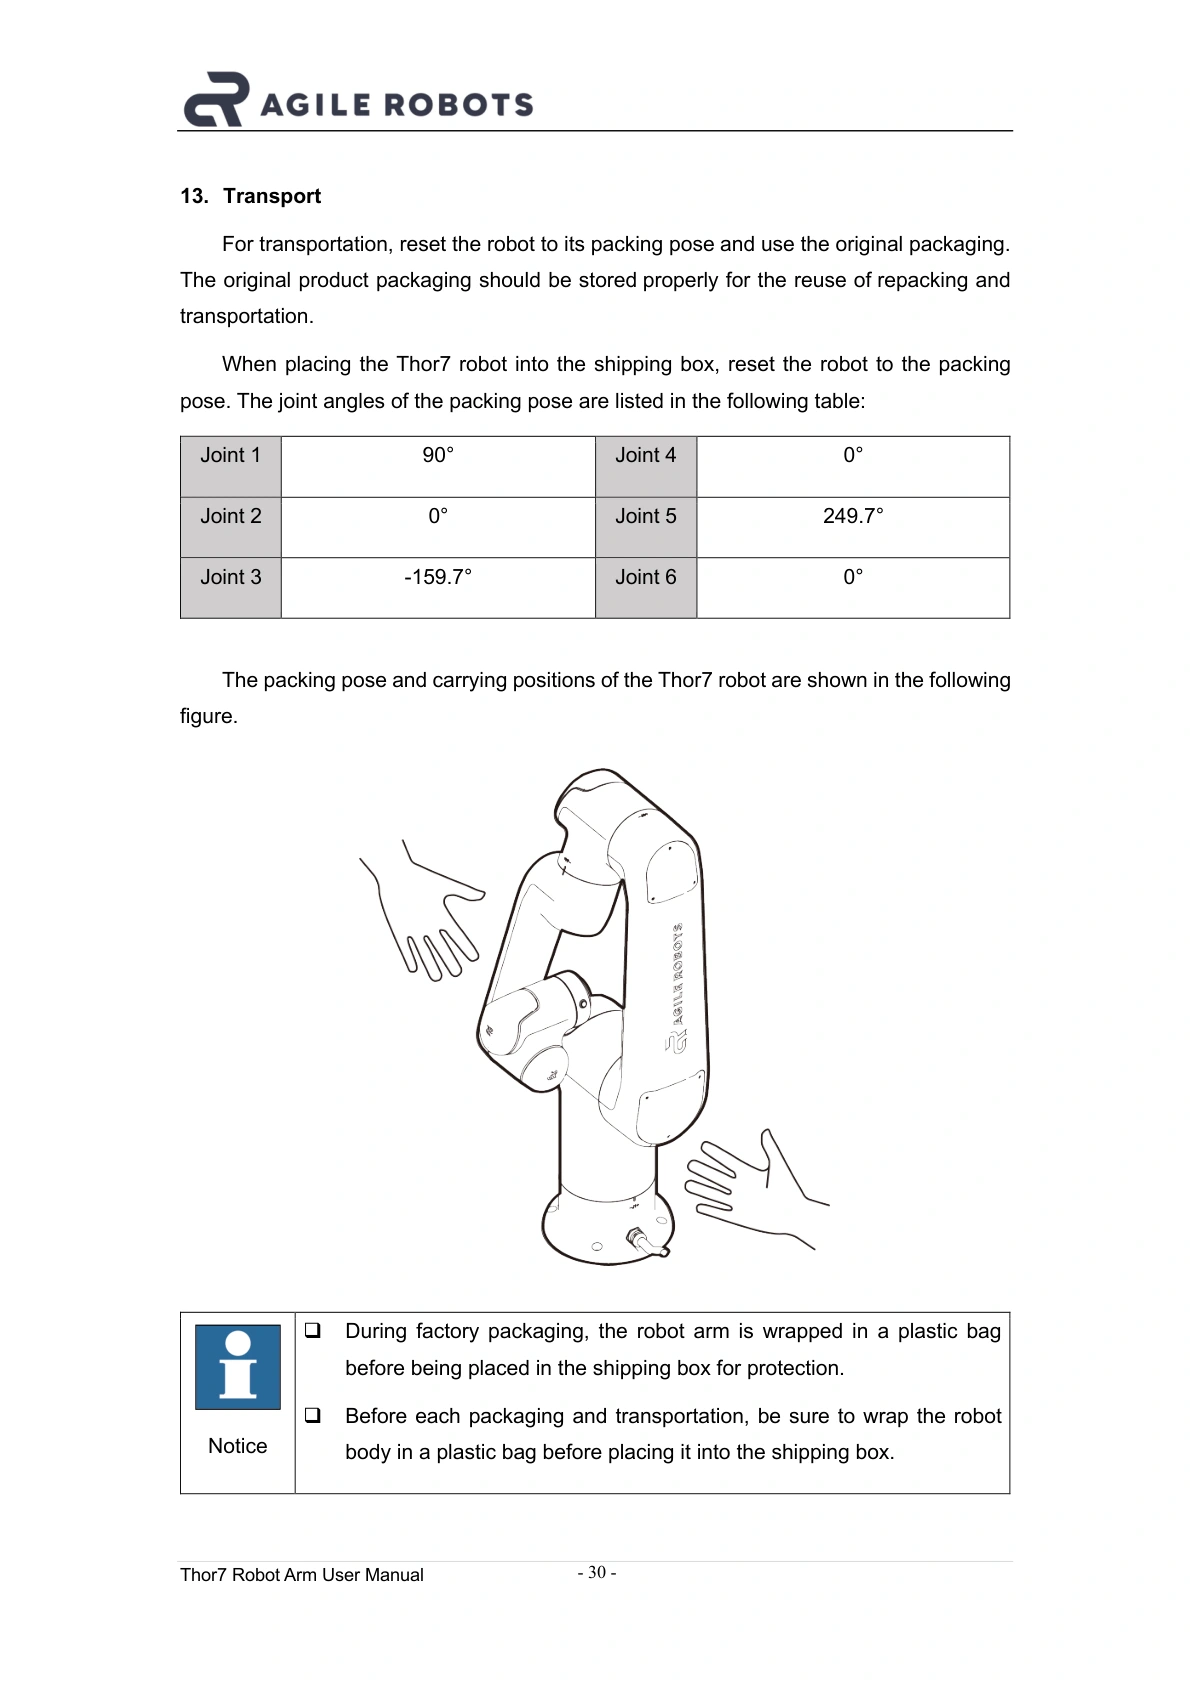 AGILE ROBOTS
13. Transport
For transportation, reset the robot to its packing pose and use the original packaging.
The original product packaging should be stored properly for the reuse of repacking and
transportation.
When placing the Thor7 robot into the shipping box, reset the robot to the packing
pose. The joint angles of the packing pose are listed in the following table:
Joint 1 90° Joint 4 0°
Joint 2 0° Joint 5 249.7°
Joint 3 -159.7° Joint 6 0°
The packing pose and carrying positions of the Thor7 robot are shown in the following
figure.
AGILE ROBOTS
❑ During factory packaging, the robot arm is wrapped in a plastic bag
before being placed in the shipping box for protection.
❑ Before each packaging and transportation, be sure to wrap the robot
body in a plastic bag before placing it into the shipping box.
Notice
Thor7 Robot Arm User Manual - 30 -